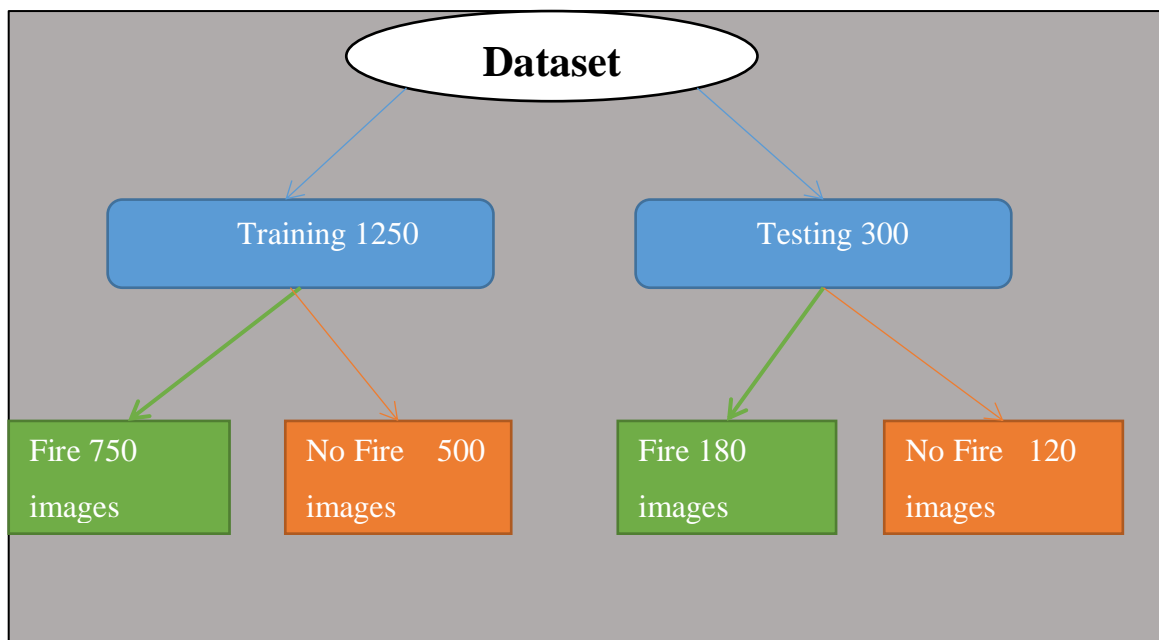 Dataset
Training 1250
Testing 300
Fire 750
images
No Fire 500
images
Fire 180
images
No Fire 120
images